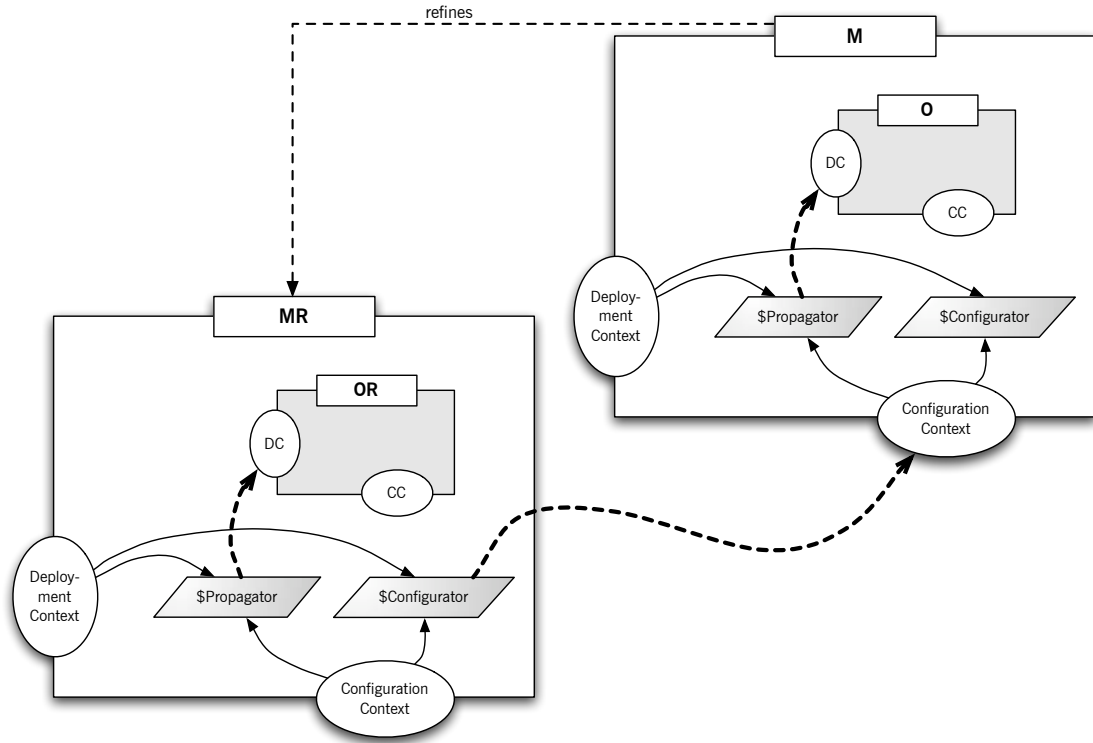 refines
M
O
DC
CC
Deploy-
ment
Context
$Propagator
$Configurator
Configuration
Context
MR
OR
DC
CC
Deploy-
ment
Context
$Propagator
$Configurator
Configuration
Context